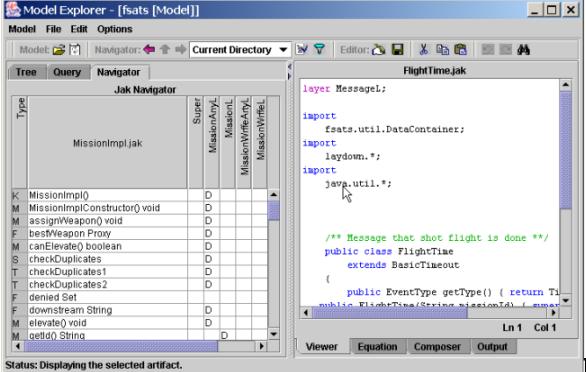 Model Explorer - [fsats [Model]]
Model File Edit Options
Model: Navigator: Current Directory Editor:
Tree Query Navigator
Jak Navigator
Type
MissionImpl.jak
Super
MissionAnyL
MissionL
MissionWrffeArtyL
MissionWrffeL
K MissionImpl() D
M MissionImplConstructor() void D
M assignWeapon() void D
F bestWeapon Proxy D
M canElevate() boolean D
S checkDuplicates D
T checkDuplicates1 D
T checkDuplicates2 D
F denied Set
F downstream String D
M elevate() void D
M getId() String D
FlightTime.jak
layer MessageL;
import
fsats.util.DataContainer;
import
laydown.*;
import
java.util.*;
/** Message that shot flight is done **/
public class FlightTime
extends BasicTimeout
{
public EventType getType() { return Ti
public FlightTime(String missionId) { super
Ln 1 Col 1
Viewer Equation Composer Output
Status: Displaying the selected artifact.